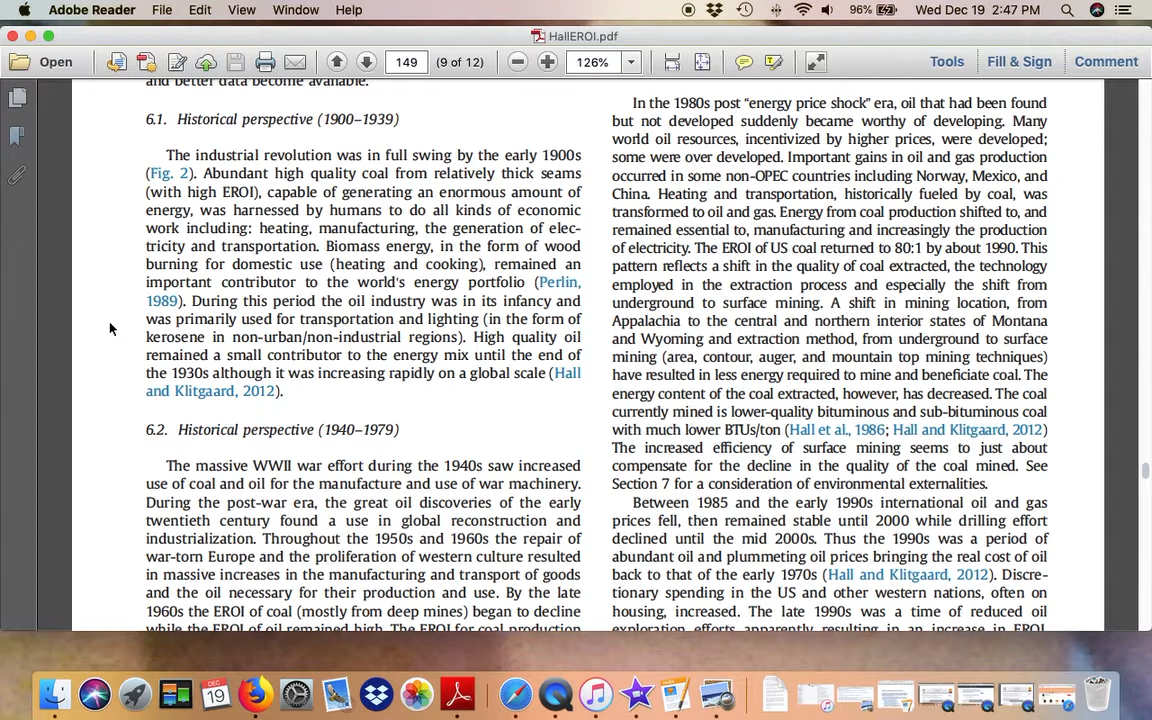 Adobe Reader File Edit View Window Help 96% Wed Dec 19 2:47 PM
HallEROI.pdf
Open 149 (9 of 12) 126% Tools Fill & Sign Comment
and better data become available.
6.1. Historical perspective (1900–1939)
The industrial revolution was in full swing by the early 1900s
(Fig. 2). Abundant high quality coal from relatively thick seams
(with high EROI), capable of generating an enormous amount of
energy, was harnessed by humans to do all kinds of economic
work including: heating, manufacturing, the generation of elec-
tricity and transportation. Biomass energy, in the form of wood
burning for domestic use (heating and cooking), remained an
important contributor to the world's energy portfolio (Perlin,
1989). During this period the oil industry was in its infancy and
was primarily used for transportation and lighting (in the form of
kerosene in non-urban/non-industrial regions). High quality oil
remained a small contributor to the energy mix until the end of
the 1930s although it was increasing rapidly on a global scale (Hall
and Klitgaard, 2012).
6.2. Historical perspective (1940–1979)
The massive WWII war effort during the 1940s saw increased
use of coal and oil for the manufacture and use of war machinery.
During the post-war era, the great oil discoveries of the early
twentieth century found a use in global reconstruction and
industrialization. Throughout the 1950s and 1960s the repair of
war-torn Europe and the proliferation of western culture resulted
in massive increases in the manufacturing and transport of goods
and the oil necessary for their production and use. By the late
1960s the EROI of coal (mostly from deep mines) began to decline
while the EROI of oil remained high. The EROI for coal production
In the 1980s post “energy price shock” era, oil that had been found
but not developed suddenly became worthy of developing. Many
world oil resources, incentivized by higher prices, were developed;
some were over developed. Important gains in oil and gas production
occurred in some non-OPEC countries including Norway, Mexico, and
China. Heating and transportation, historically fueled by coal, was
transformed to oil and gas. Energy from coal production shifted to, and
remained essential to, manufacturing and increasingly the production
of electricity. The EROI of US coal returned to 80:1 by about 1990. This
pattern reflects a shift in the quality of coal extracted, the technology
employed in the extraction process and especially the shift from
underground to surface mining. A shift in mining location, from
Appalachia to the central and northern interior states of Montana
and Wyoming and extraction method, from underground to surface
mining (area, contour, auger, and mountain top mining techniques)
have resulted in less energy required to mine and beneficiate coal. The
energy content of the coal extracted, however, has decreased. The coal
currently mined is lower-quality bituminous and sub-bituminous coal
with much lower BTUs/ton (Hall et al., 1986; Hall and Klitgaard, 2012)
The increased efficiency of surface mining seems to just about
compensate for the decline in the quality of the coal mined. See
Section 7 for a consideration of environmental externalities.
Between 1985 and the early 1990s international oil and gas
prices fell, then remained stable until 2000 while drilling effort
declined until the mid 2000s. Thus the 1990s was a period of
abundant oil and plummeting oil prices bringing the real cost of oil
back to that of the early 1970s (Hall and Klitgaard, 2012). Discre-
tionary spending in the US and other western nations, often on
housing, increased. The late 1990s was a time of reduced oil
exploration efforts apparently resulting in an increase in EROI
DEC
19